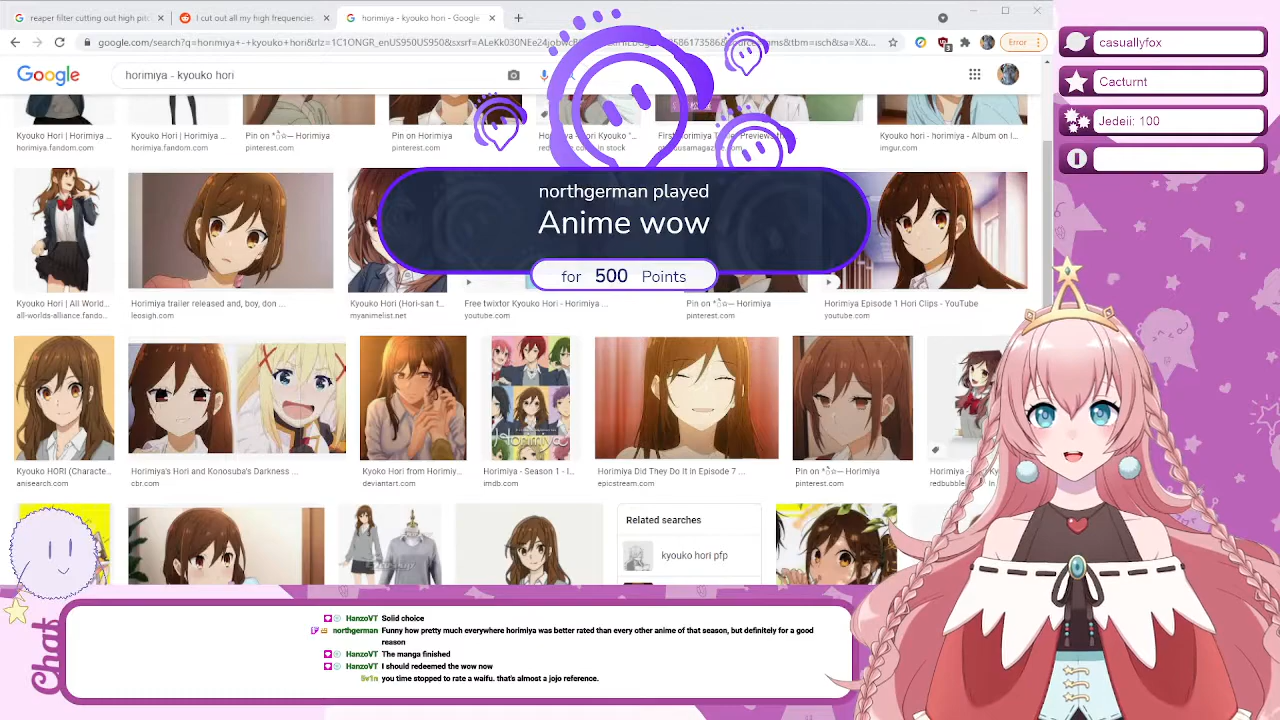 reaper filter cutting out high pitc
I cut out all my high frequencies
horimiya - kyouko hori - Google
Error
Google
horimiya - kyouko hori
casuallyfox
Cacturnt
Jedeii: 100
Kyouko Hori | Horimiya ...
horimiya.fandom.com
Kyouko Hori | Horimiya ...
horimiya.fandom.com
Pin on
Horimiya
pinterest.com
Pin on Horimiya
pinterest.com
Hori Kyouko
in stock
Kyouko hori - horimiya - Album on I...
imgur.com
northgerman played
Anime wow
for 500 Points
Kyouko Hori | All World...
all-worlds-alliance.fando...
Horimiya trailer released and, boy, don ...
leosigh.com
Kyouko Hori (Hori-san t...
myanimelist.net
Free twixtor Kyouko Hori - Horimiya ...
youtube.com
Pin on
Horimiya
pinterest.com
Horimiya Episode 1 Hori Clips - YouTube
youtube.com
Kyouko HORI (Characte...
anisearch.com
Horimiya's Hori and Konosuba's Darkness ...
cbr.com
Kyoko Hori from Horimiy...
deviantart.com
Horimiya - Season 1 - I...
imdb.com
Horimiya Did They Do It in Episode 7 ...
epicstream.com
Pin on
Horimiya
pinterest.com
Related searches
kyouko hori pfp
Chat
HanzoVT Solid choice
northgerman Funny how pretty much everywhere horimiya was better rated than every other anime of that season, but definitely for a good
reason
HanzoVT The manga finished
HanzoVT I should redeemed the wow now
liv1n you time stopped to rate a waifu. that's almost a jojo reference.